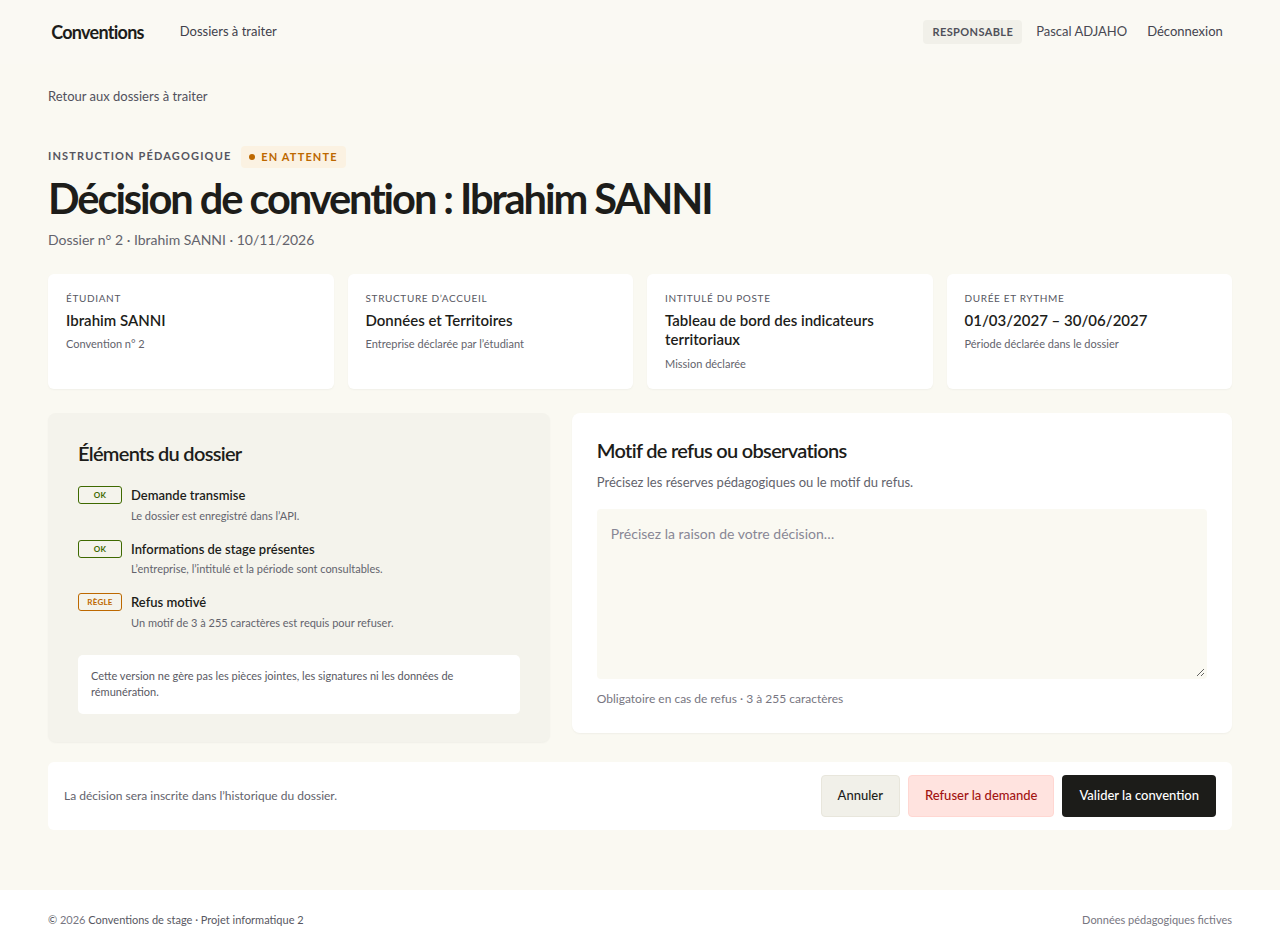 Conventions
Dossiers à traiter
RESPONSABLE
Pascal ADJAHO
Déconnexion
Retour aux dossiers à traiter
INSTRUCTION PÉDAGOGIQUE
EN ATTENTE
Décision de convention : Ibrahim SANNI
Dossier n° 2 · Ibrahim SANNI · 10/11/2026
ÉTUDIANT
Ibrahim SANNI
Convention n° 2
STRUCTURE D'ACCUEIL
Données et Territoires
Entreprise déclarée par l'étudiant
INTITULÉ DU POSTE
Tableau de bord des indicateurs
territoriaux
Mission déclarée
DURÉE ET RYTHME
01/03/2027 – 30/06/2027
Période déclarée dans le dossier
Éléments du dossier
OK
Demande transmise
Le dossier est enregistré dans l'API.
OK
Informations de stage présentes
L'entreprise, l'intitulé et la période sont consultables.
RÈGLE
Refus motivé
Un motif de 3 à 255 caractères est requis pour refuser.
Cette version ne gère pas les pièces jointes, les signatures ni les données de
rémunération.
Motif de refus ou observations
Précisez les réserves pédagogiques ou le motif du refus.
Précisez la raison de votre décision...
Obligatoire en cas de refus · 3 à 255 caractères
La décision sera inscrite dans l'historique du dossier.
Annuler
Refuser la demande
Valider la convention
© 2026 Conventions de stage · Projet informatique 2
Données pédagogiques fictives